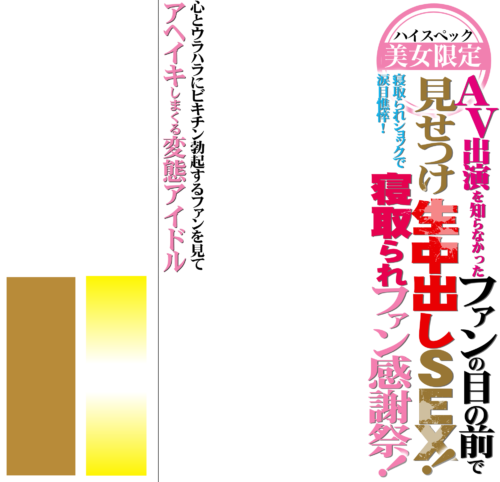 ハイスペック
美女限定
AV出演を知らなかったファンの目の前で
見せつけ生中出しSEX!!
寝取られショックで
涙目憔悴!
寝取られファン感謝祭!
心とウラハラにビキチン勃起するファンを見て
アヘイキしまくる変態アイドル